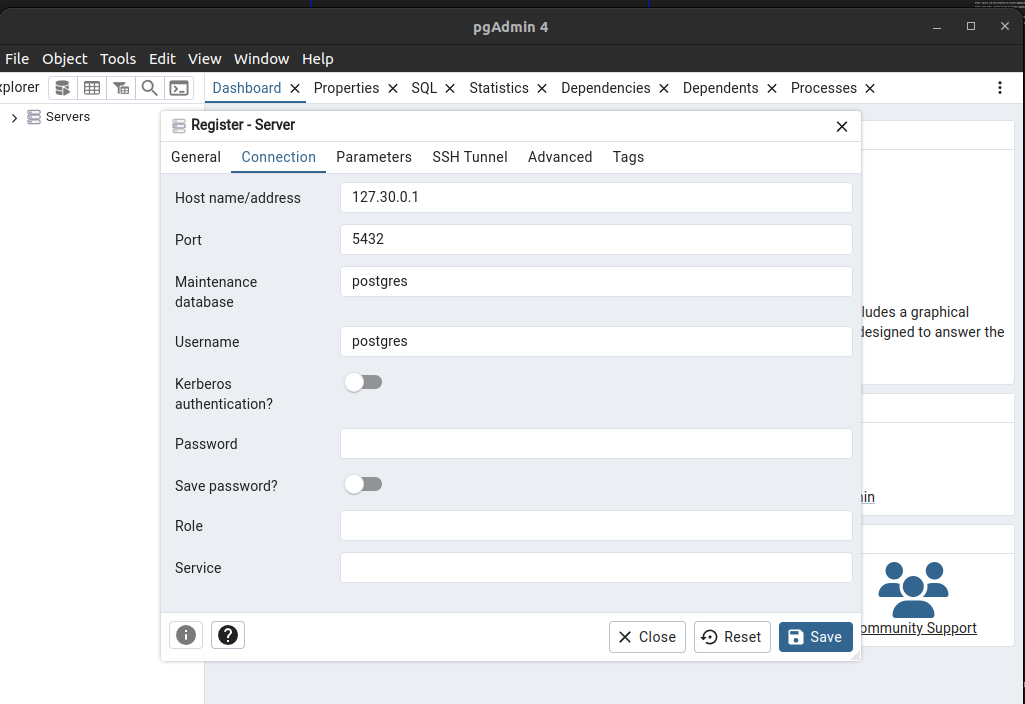 pgAdmin 4
File Object Tools Edit View Window Help
xplorer Dashboard Properties SQL Statistics Dependencies Dependents Processes
Servers
Register - Server
General Connection Parameters SSH Tunnel Advanced Tags
Host name/address 127.30.0.1
Port 5432
Maintenance
database postgres
ludes a graphical
designed to answer the
Username postgres
Kerberos
authentication?
Password
Save password?
in
Role
Service
Close Reset Save
ommunity Support